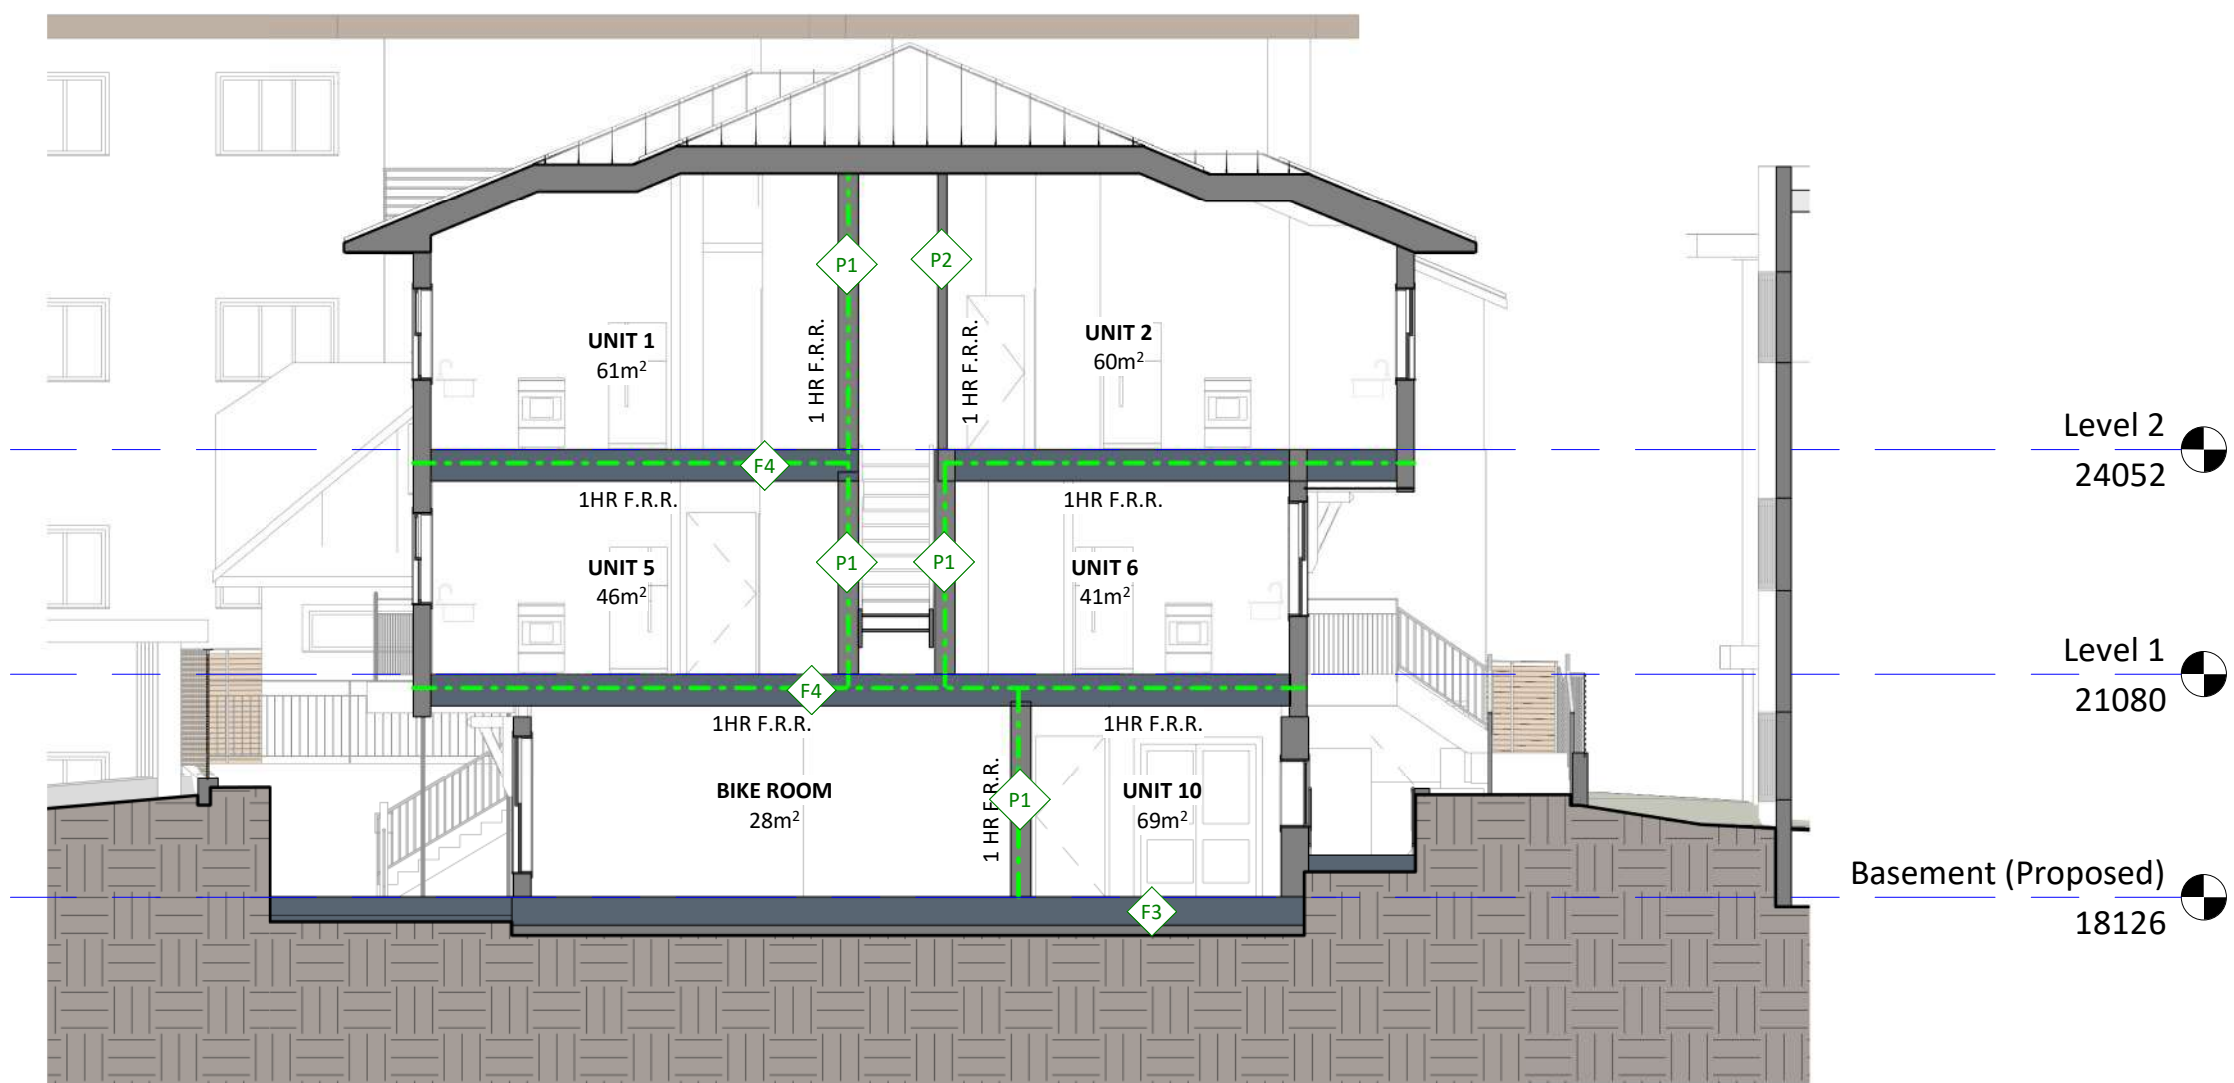 P1
P2
1 HR F.R.R.
1 HR F.R.R.
UNIT 1
61m²
UNIT 2
60m²
Level 2
24052
F4
1HR F.R.R.
1HR F.R.R.
P1
P1
UNIT 5
46m²
UNIT 6
41m²
Level 1
21080
F4
1HR F.R.R.
1HR F.R.R.
1 HR F.R.R.
P1
BIKE ROOM
28m²
UNIT 10
69m²
Basement (Proposed)
18126
F3